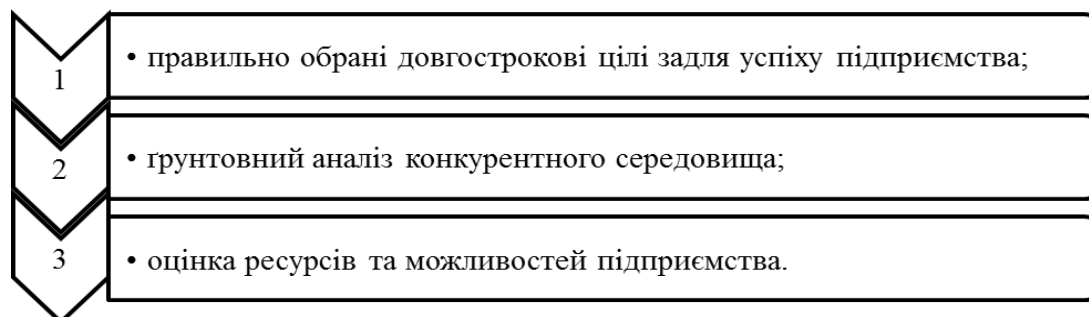 1
• правильно обрані довгострокові цілі задля успіху підприємства;
2
• ґрунтовний аналіз конкурентного середовища;
3
• оцінка ресурсів та можливостей підприємства.